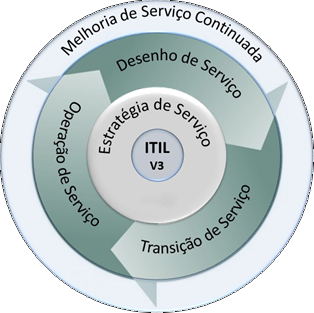 Melhoria de Serviço Continuada
Desenho de Serviço
Estratégia de Serviço
ITIL
V3
Operação de Serviço
Transição de Serviço